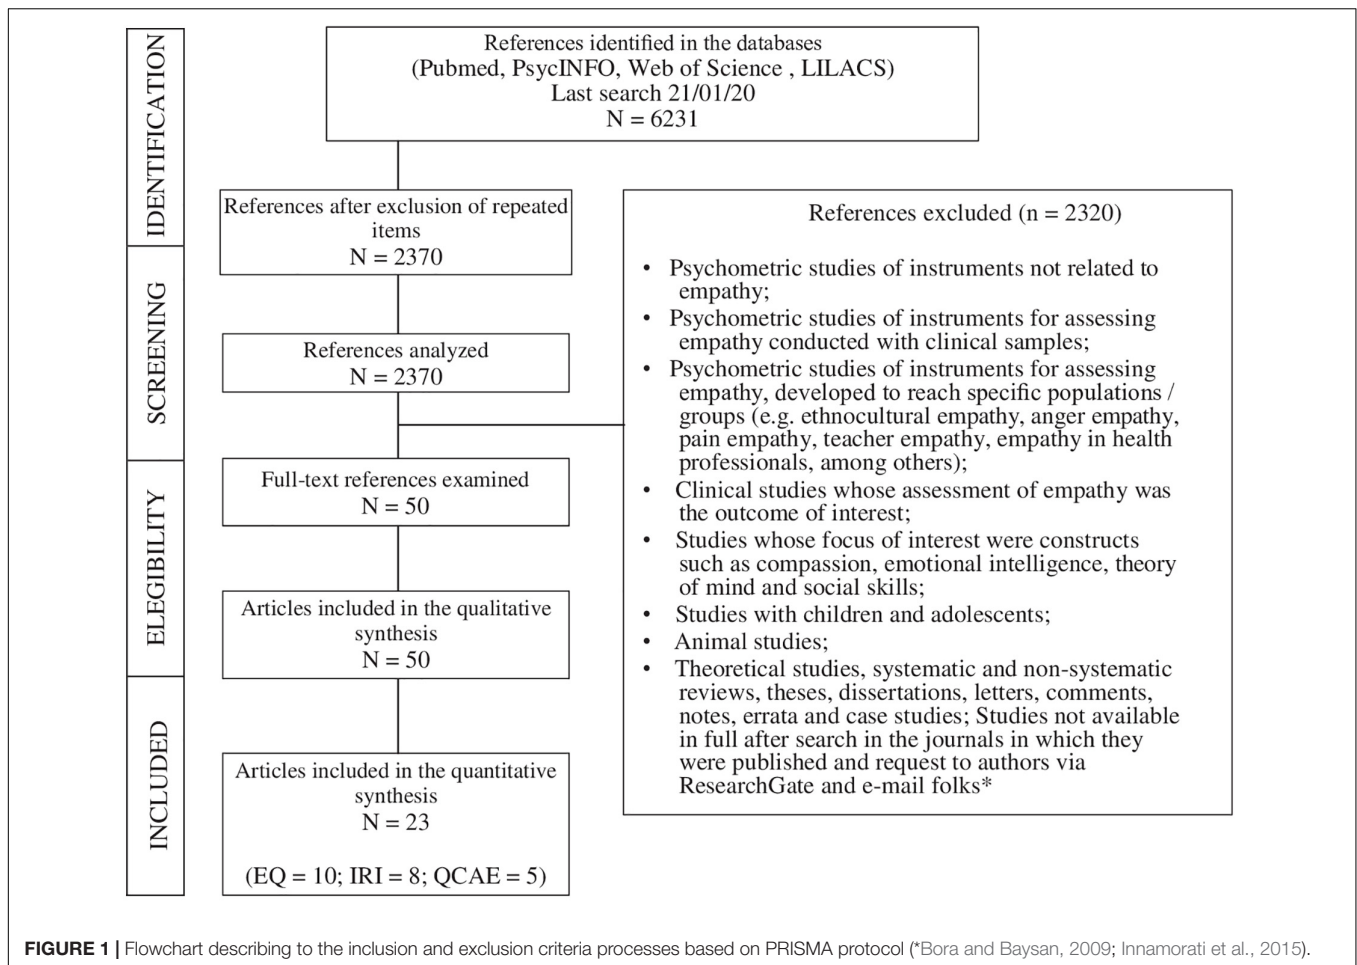 IDENTIFICATION
References identified in the databases
(Pubmed, PsycINFO, Web of Science , LILACS)
Last search 21/01/20
N = 6231
References after exclusion of repeated
items
N = 2370
SCREENING
References analyzed
N = 2370
References excluded (n = 2320)
• Psychometric studies of instruments not related to
empathy;
• Psychometric studies of instruments for assessing
empathy conducted with clinical samples;
• Psychometric studies of instruments for assessing
empathy, developed to reach specific populations /
groups (e.g. ethnocultural empathy, anger empathy,
pain empathy, teacher empathy, empathy in health
professionals, among others);
• Clinical studies whose assessment of empathy was
the outcome of interest;
• Studies whose focus of interest were constructs
such as compassion, emotional intelligence, theory
of mind and social skills;
• Studies with children and adolescents;
• Animal studies;
• Theoretical studies, systematic and non-systematic
reviews, theses, dissertations, letters, comments,
notes, errata and case studies; Studies not available
in full after search in the journals in which they
were published and request to authors via
ResearchGate and e-mail folks*
ELEGIBILITY
Full-text references examined
N = 50
Articles included in the qualitative
synthesis
N = 50
INCLUDED
Articles included in the quantitative
synthesis
N = 23
(EQ = 10; IRI = 8; QCAE = 5)
FIGURE 1 | Flowchart describing to the inclusion and exclusion criteria processes based on PRISMA protocol (*Bora and Baysan, 2009; Innamorati et al., 2015).